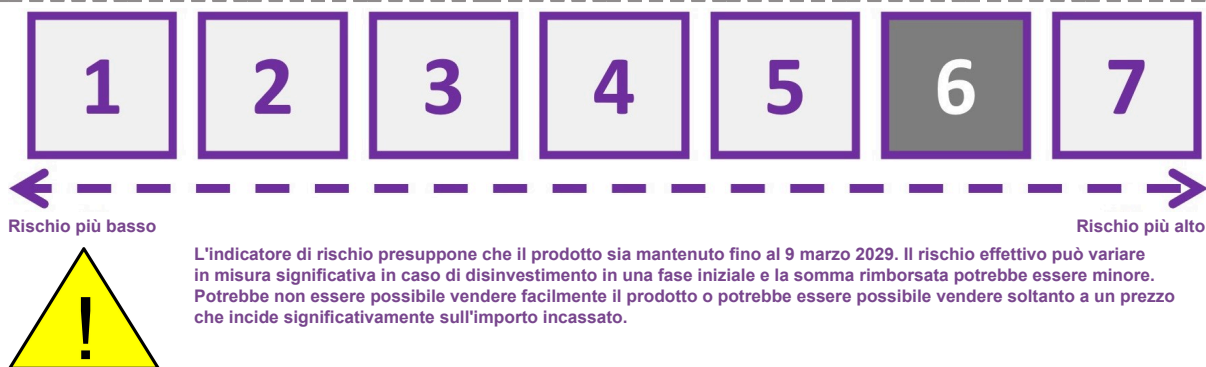 1 2 3 4 5 6 7
Rischio più basso Rischio più alto
L'indicatore di rischio presuppone che il prodotto sia mantenuto fino al 9 marzo 2029. Il rischio effettivo può variare
in misura significativa in caso di disinvestimento in una fase iniziale e la somma rimborsata potrebbe essere minore.
Potrebbe non essere possibile vendere facilmente il prodotto o potrebbe essere possibile vendere soltanto a un prezzo
che incide significativamente sull'importo incassato.
!